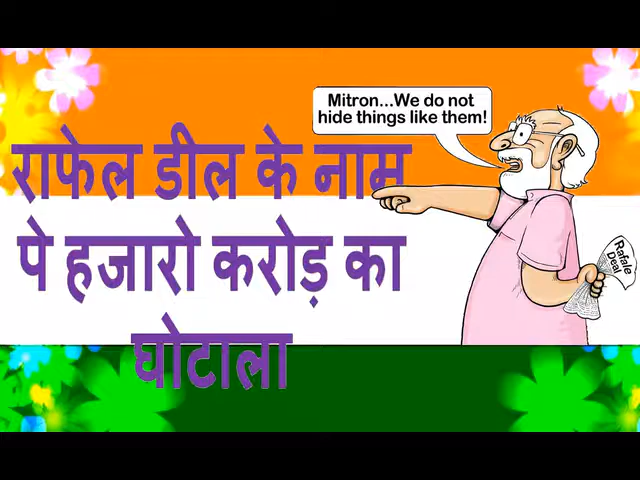 Mitron...We do not
hide things like them!
राफेल डील के नाम
पे हजारो करोड़ का
घोटाला
Rafale
Deal